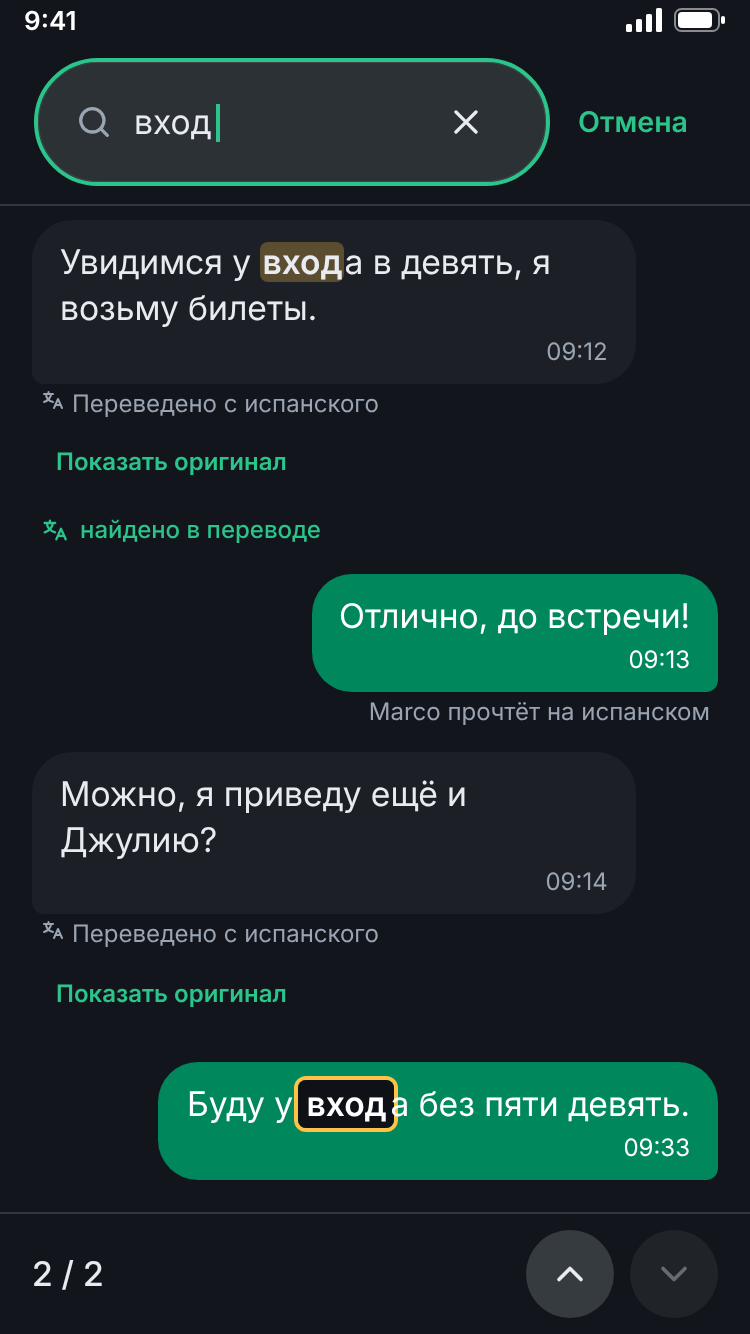 9:41
вход
Отмена
Увидимся у входа в девять, я
возьму билеты.
09:12
Переведено с испанского
Показать оригинал
найдено в переводе
Отлично, до встречи!
09:13
Marco прочтёт на испанском
Можно, я приведу ещё и
Джулию?
09:14
Переведено с испанского
Показать оригинал
Буду у входа без пяти девять.
09:33
2 / 2